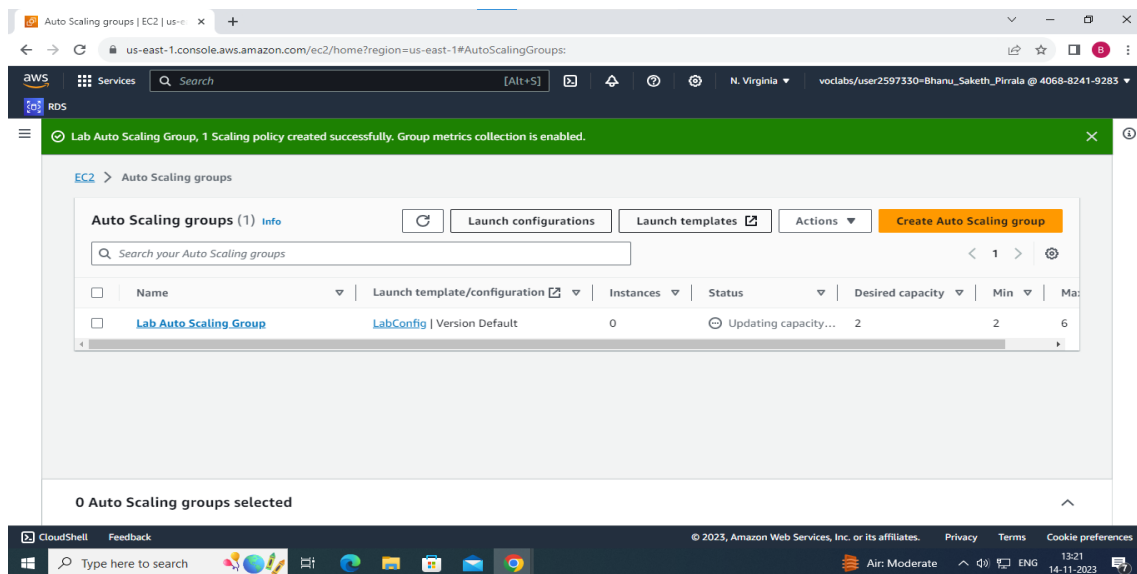 Auto Scaling groups | EC2 | us-e
us-east-1.console.aws.amazon.com/ec2/home?region=us-east-1#AutoScalingGroups:
B
aws Services Search [Alt+S] N. Virginia voclabs/user2597330=Bhanu_Saketh_Pirrala @ 4068-8241-9283
RDS
Lab Auto Scaling Group, 1 Scaling policy created successfully. Group metrics collection is enabled.
EC2 > Auto Scaling groups
Auto Scaling groups (1) Info Launch configurations Launch templates Actions Create Auto Scaling group
Search your Auto Scaling groups 1
Name Launch template/configuration Instances Status Desired capacity Min Ma
Lab Auto Scaling Group LabConfig | Version Default 0 Updating capacity... 2 2 6
0 Auto Scaling groups selected
CloudShell Feedback © 2023, Amazon Web Services, Inc. or its affiliates. Privacy Terms Cookie preferences
Type here to search Air: Moderate ENG 13:21
14-11-2023 7